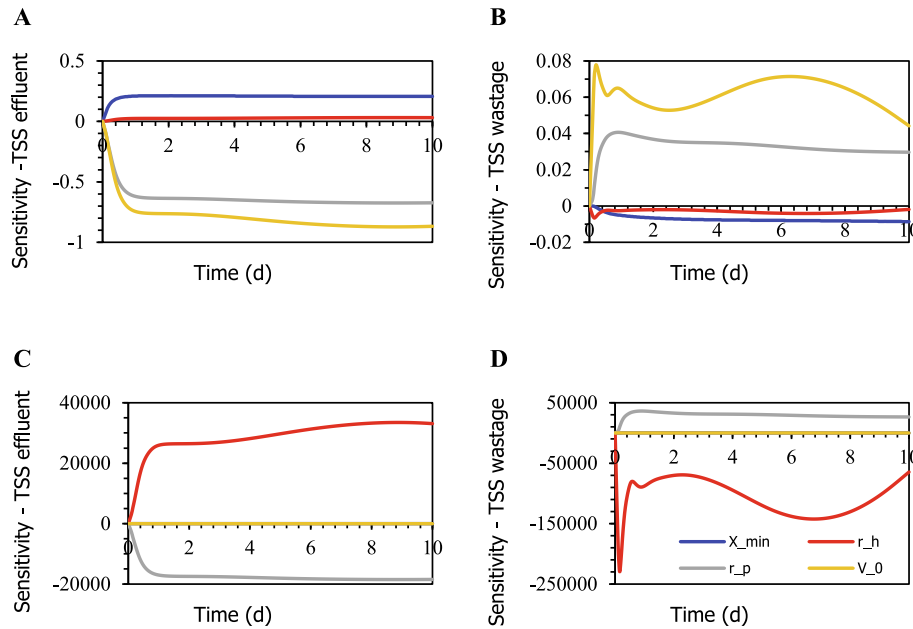 A
Sensitivity -TSS effluent
0.5
0
-0.5
-1
0 2 4 6 8 10
Time (d)
B
Sensitivity - TSS wastage
0.08
0.06
0.04
0.02
0
-0.02
0 2 4 6 8 10
Time (d)
C
Sensitivity - TSS effluent
40000
20000
0
-20000
0 2 4 6 8 10
Time (d)
D
Sensitivity - TSS wastage
50000
-50000
-150000
-250000
0 2 4 6 8 10
X_min r_h
r_p V_0
Time (d)